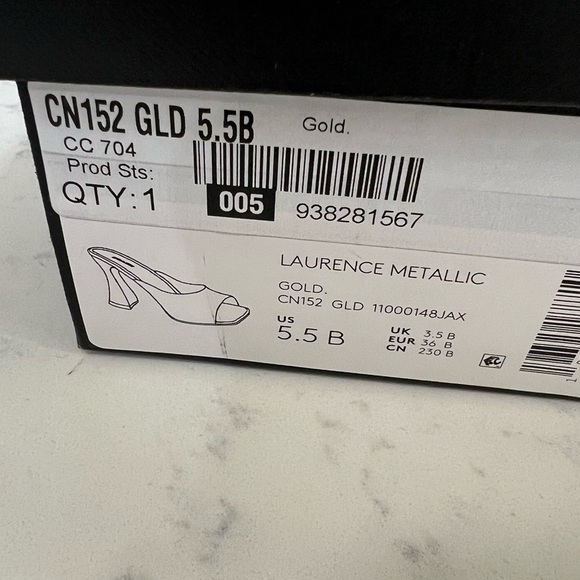 CN152 GLD 5.5B Gold.
CC 704
Prod Sts:
QTY:1 005 938281567
LAURENCE METALLIC
GOLD.
CN152 GLD 11000148JAX
US
5.5 B
UK 3.5 B
EUR 36 B
CN 230 B